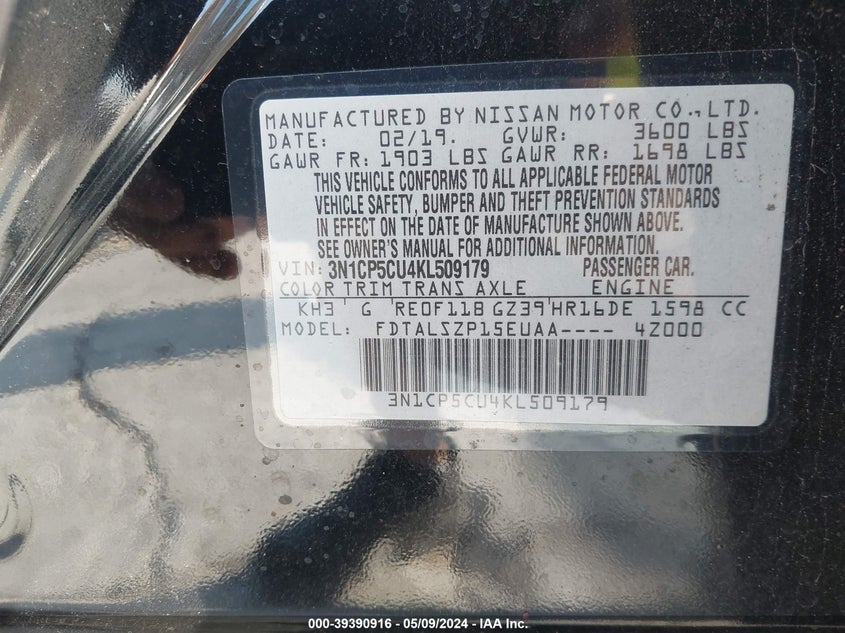 MANUFACTURED BY NISSAN MOTOR CO., LTD.
DATE: 02/19. GVWR: 3600 LBS
GAWR FR: 1903 LBS GAWR RR: 1698 LBS
THIS VEHICLE CONFORMS TO ALL APPLICABLE FEDERAL MOTOR
VEHICLE SAFETY, BUMPER AND THEFT PREVENTION STANDARDS
IN EFFECT ON THE DATE OF MANUFACTURE SHOWN ABOVE.
SEE OWNER'S MANUAL FOR ADDITIONAL INFORMATION.
VIN: 3N1CP5CU4KL509179 PASSENGER CAR.
COLOR TRIM TRANS AXLE ENGINE
KH3 G RE0F11B GZ39 HR16DE 1598 CC
MODEL: FDTALSZP15EUAA---- 4Z000
3N1CP5CU4KL509179
000-39390916 - 05/09/2024 - IAA Inc.